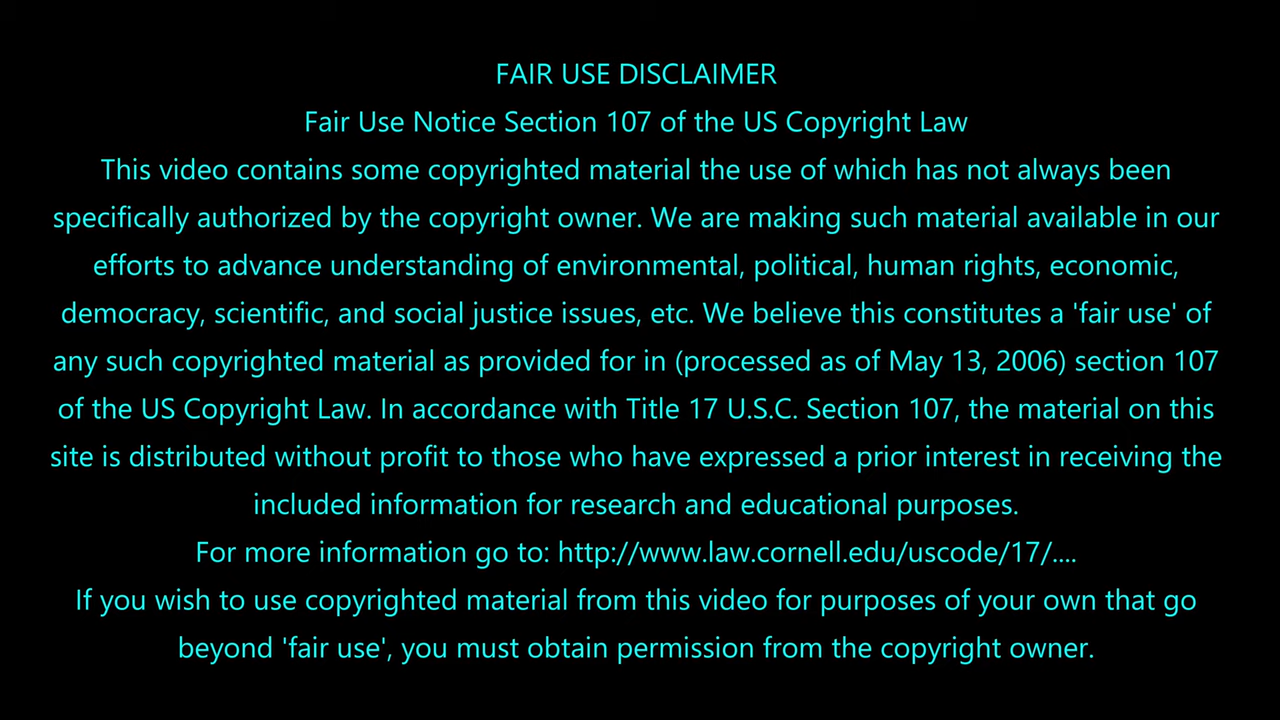 FAIR USE DISCLAIMER
Fair Use Notice Section 107 of the US Copyright Law
This video contains some copyrighted material the use of which has not always been
specifically authorized by the copyright owner. We are making such material available in our
efforts to advance understanding of environmental, political, human rights, economic,
democracy, scientific, and social justice issues, etc. We believe this constitutes a 'fair use' of
any such copyrighted material as provided for in (processed as of May 13, 2006) section 107
of the US Copyright Law. In accordance with Title 17 U.S.C. Section 107, the material on this
site is distributed without profit to those who have expressed a prior interest in receiving the
included information for research and educational purposes.
For more information go to: http://www.law.cornell.edu/uscode/17/....
If you wish to use copyrighted material from this video for purposes of your own that go
beyond 'fair use', you must obtain permission from the copyright owner.